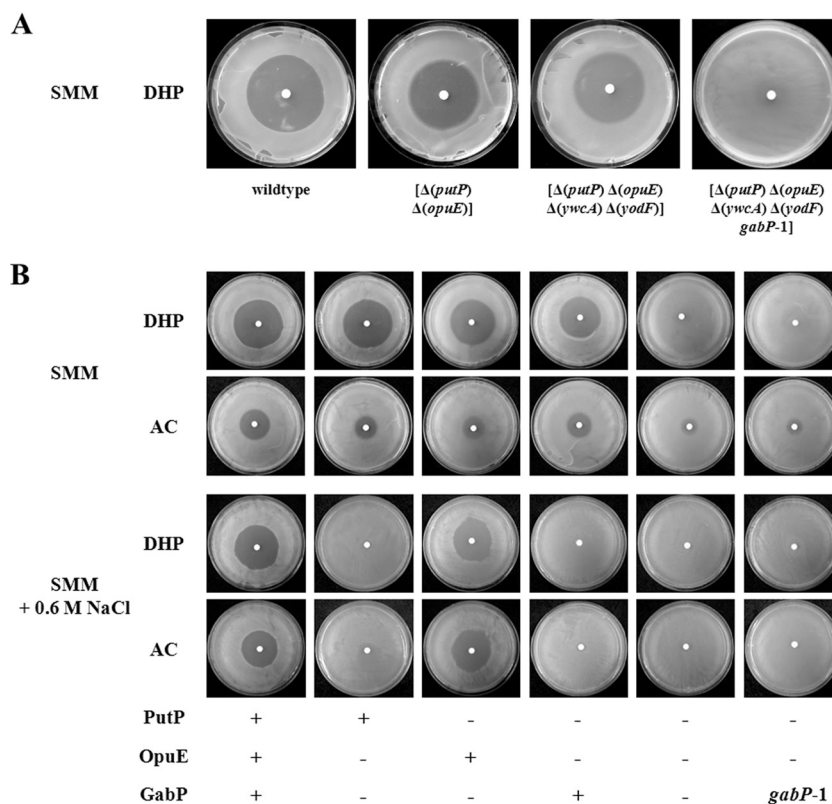 A
SMM DHP
wildtype [Δ(putP) [Δ(putP) Δ(opuE) [Δ(putP) Δ(opuE)
Δ(opuE)] Δ(ywcA) Δ(yodF)] Δ(ywcA) Δ(yodF)
gabP-1]
B
DHP
SMM
AC
DHP
SMM
+ 0.6 M NaCl
AC
PutP + + - - - -
OpuE + - + - - -
GabP + - - + - gabP-1